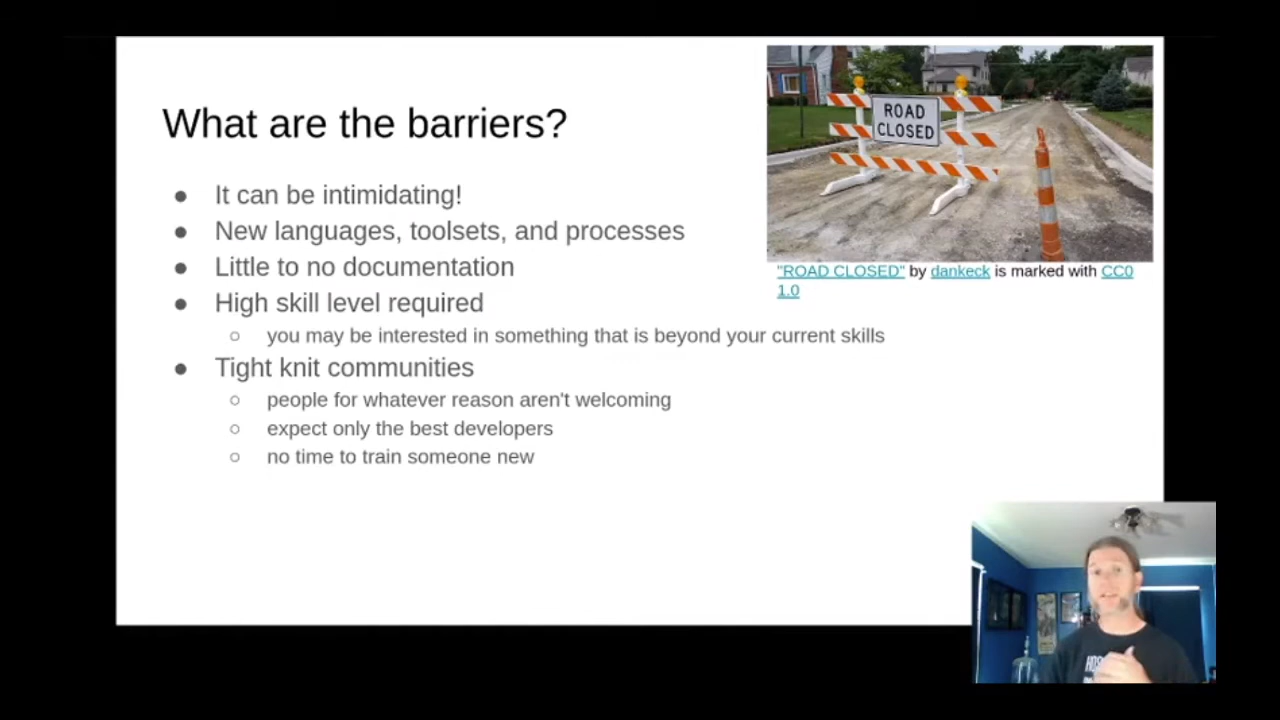 What are the barriers?
It can be intimidating!
New languages, toolsets, and processes
Little to no documentation
High skill level required
you may be interested in something that is beyond your current skills
Tight knit communities
people for whatever reason aren't welcoming
expect only the best developers
no time to train someone new
ROAD
CLOSED
"ROAD CLOSED" by dankeck is marked with CC0
1.0